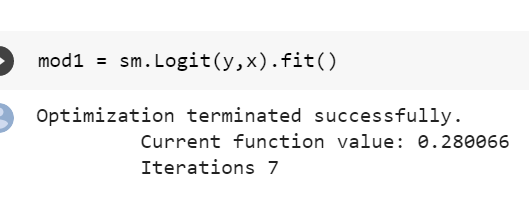 mod1 = sm.Logit(y,x).fit()
Optimization terminated successfully.
Current function value: 0.280066
Iterations 7